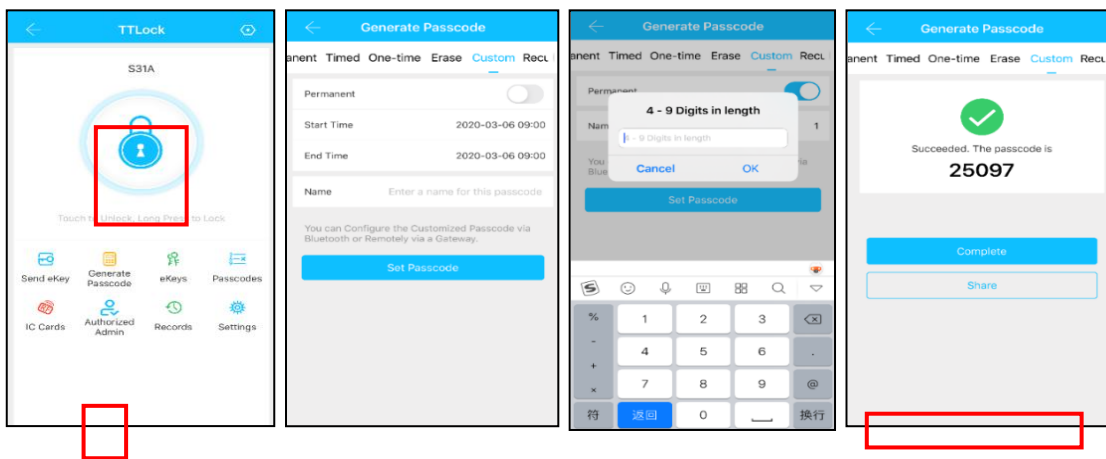 TTLock
S31A
Touch to Unlock, Long Press to Lock
Send eKey
Generate Passcode
eKeys
Passcodes
IC Cards
Authorized Admin
Records
Settings
Generate Passcode
anent Timed One-time Erase Custom Recu
Permanent
Start Time 2020-03-06 09:00
End Time 2020-03-06 09:00
Name Enter a name for this passcode
You can Configure the Customized Passcode via
Bluetooth or Remotely via a Gateway.
Set Passcode
Generate Passcode
anent Timed One-time Erase Custom Recu
Permanent
4 - 9 Digits in length
Nam 1
4 - 9 Digits in length
You via
Blue
Cancel OK
Set Passcode
% 1 2 3
- 4 5 6 .
+
× 7 8 9 @
符 返回 0 换行
Generate Passcode
anent Timed One-time Erase Custom Recu
Succeeded. The passcode is
25097
Complete
Share